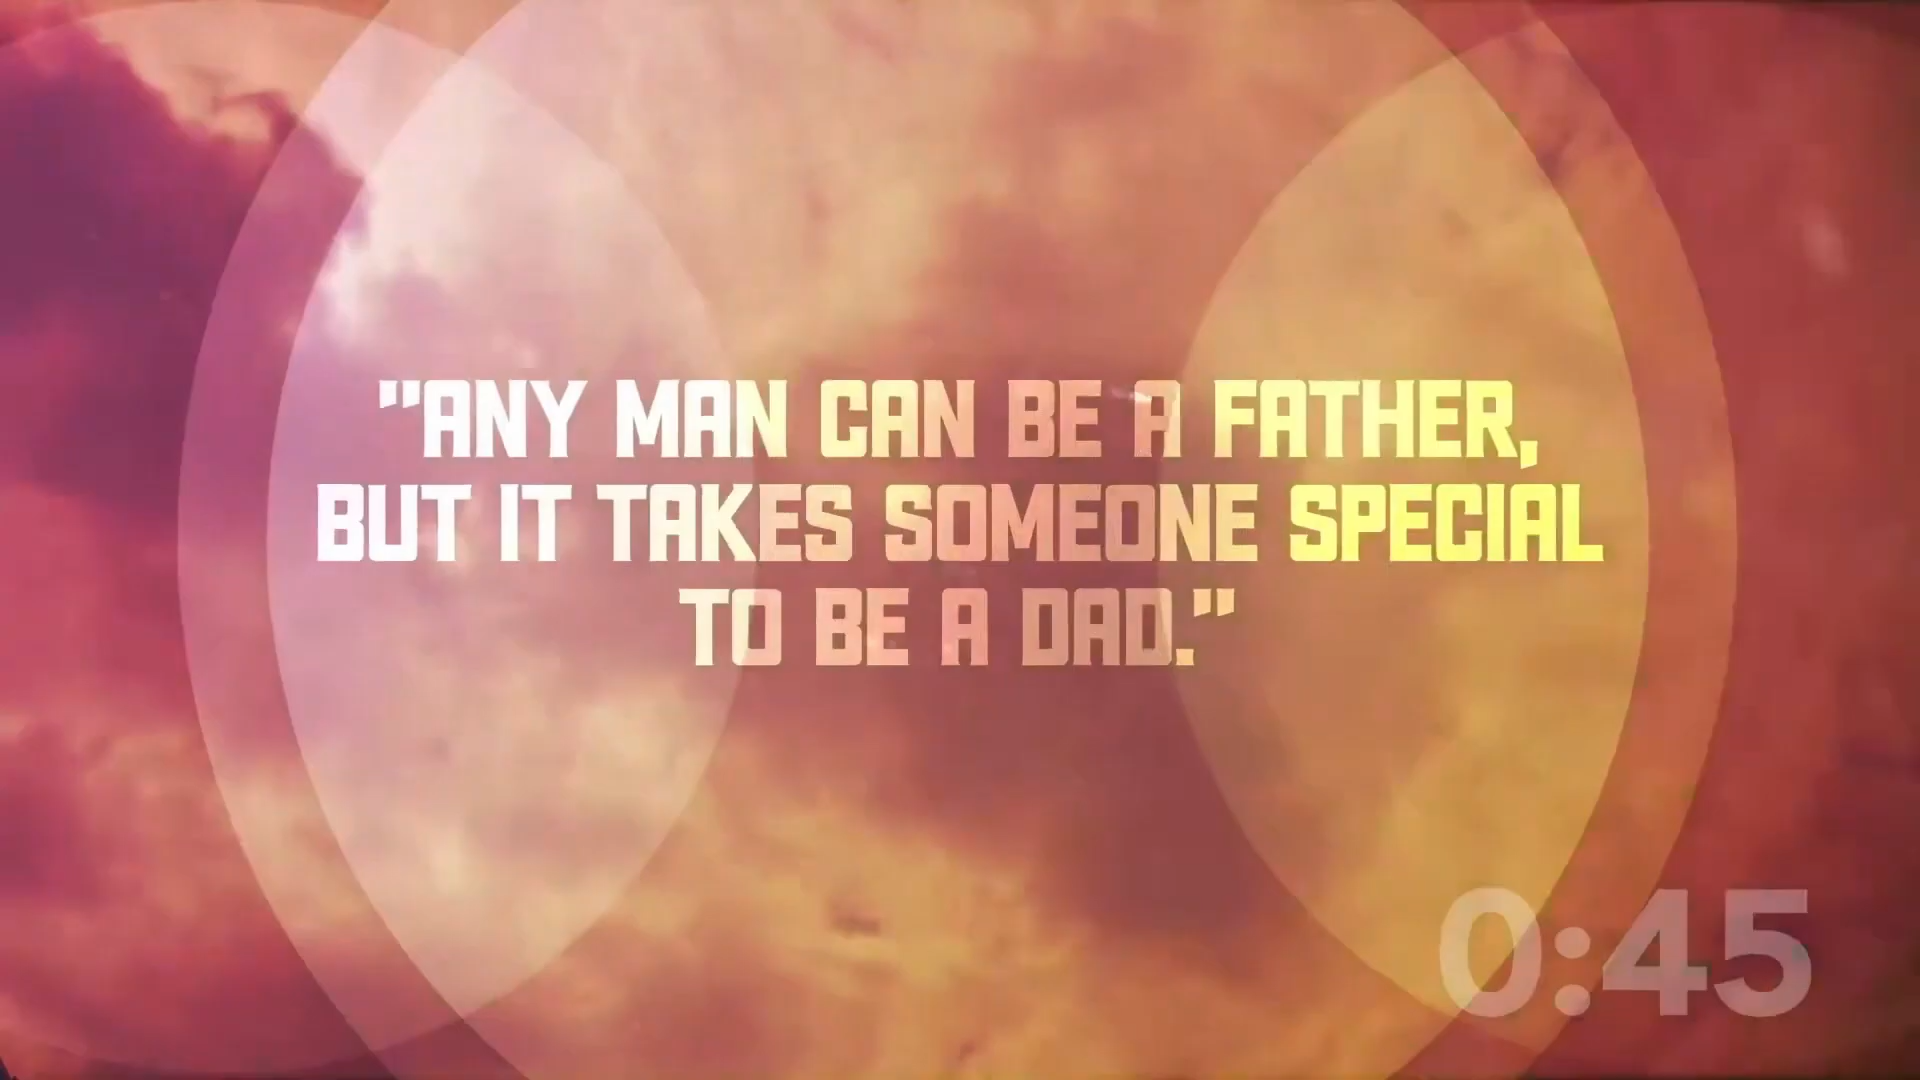 "ANY MAN CAN BE A FATHER,
BUT IT TAKES SOMEONE SPECIAL
TO BE A DAD."
0:45